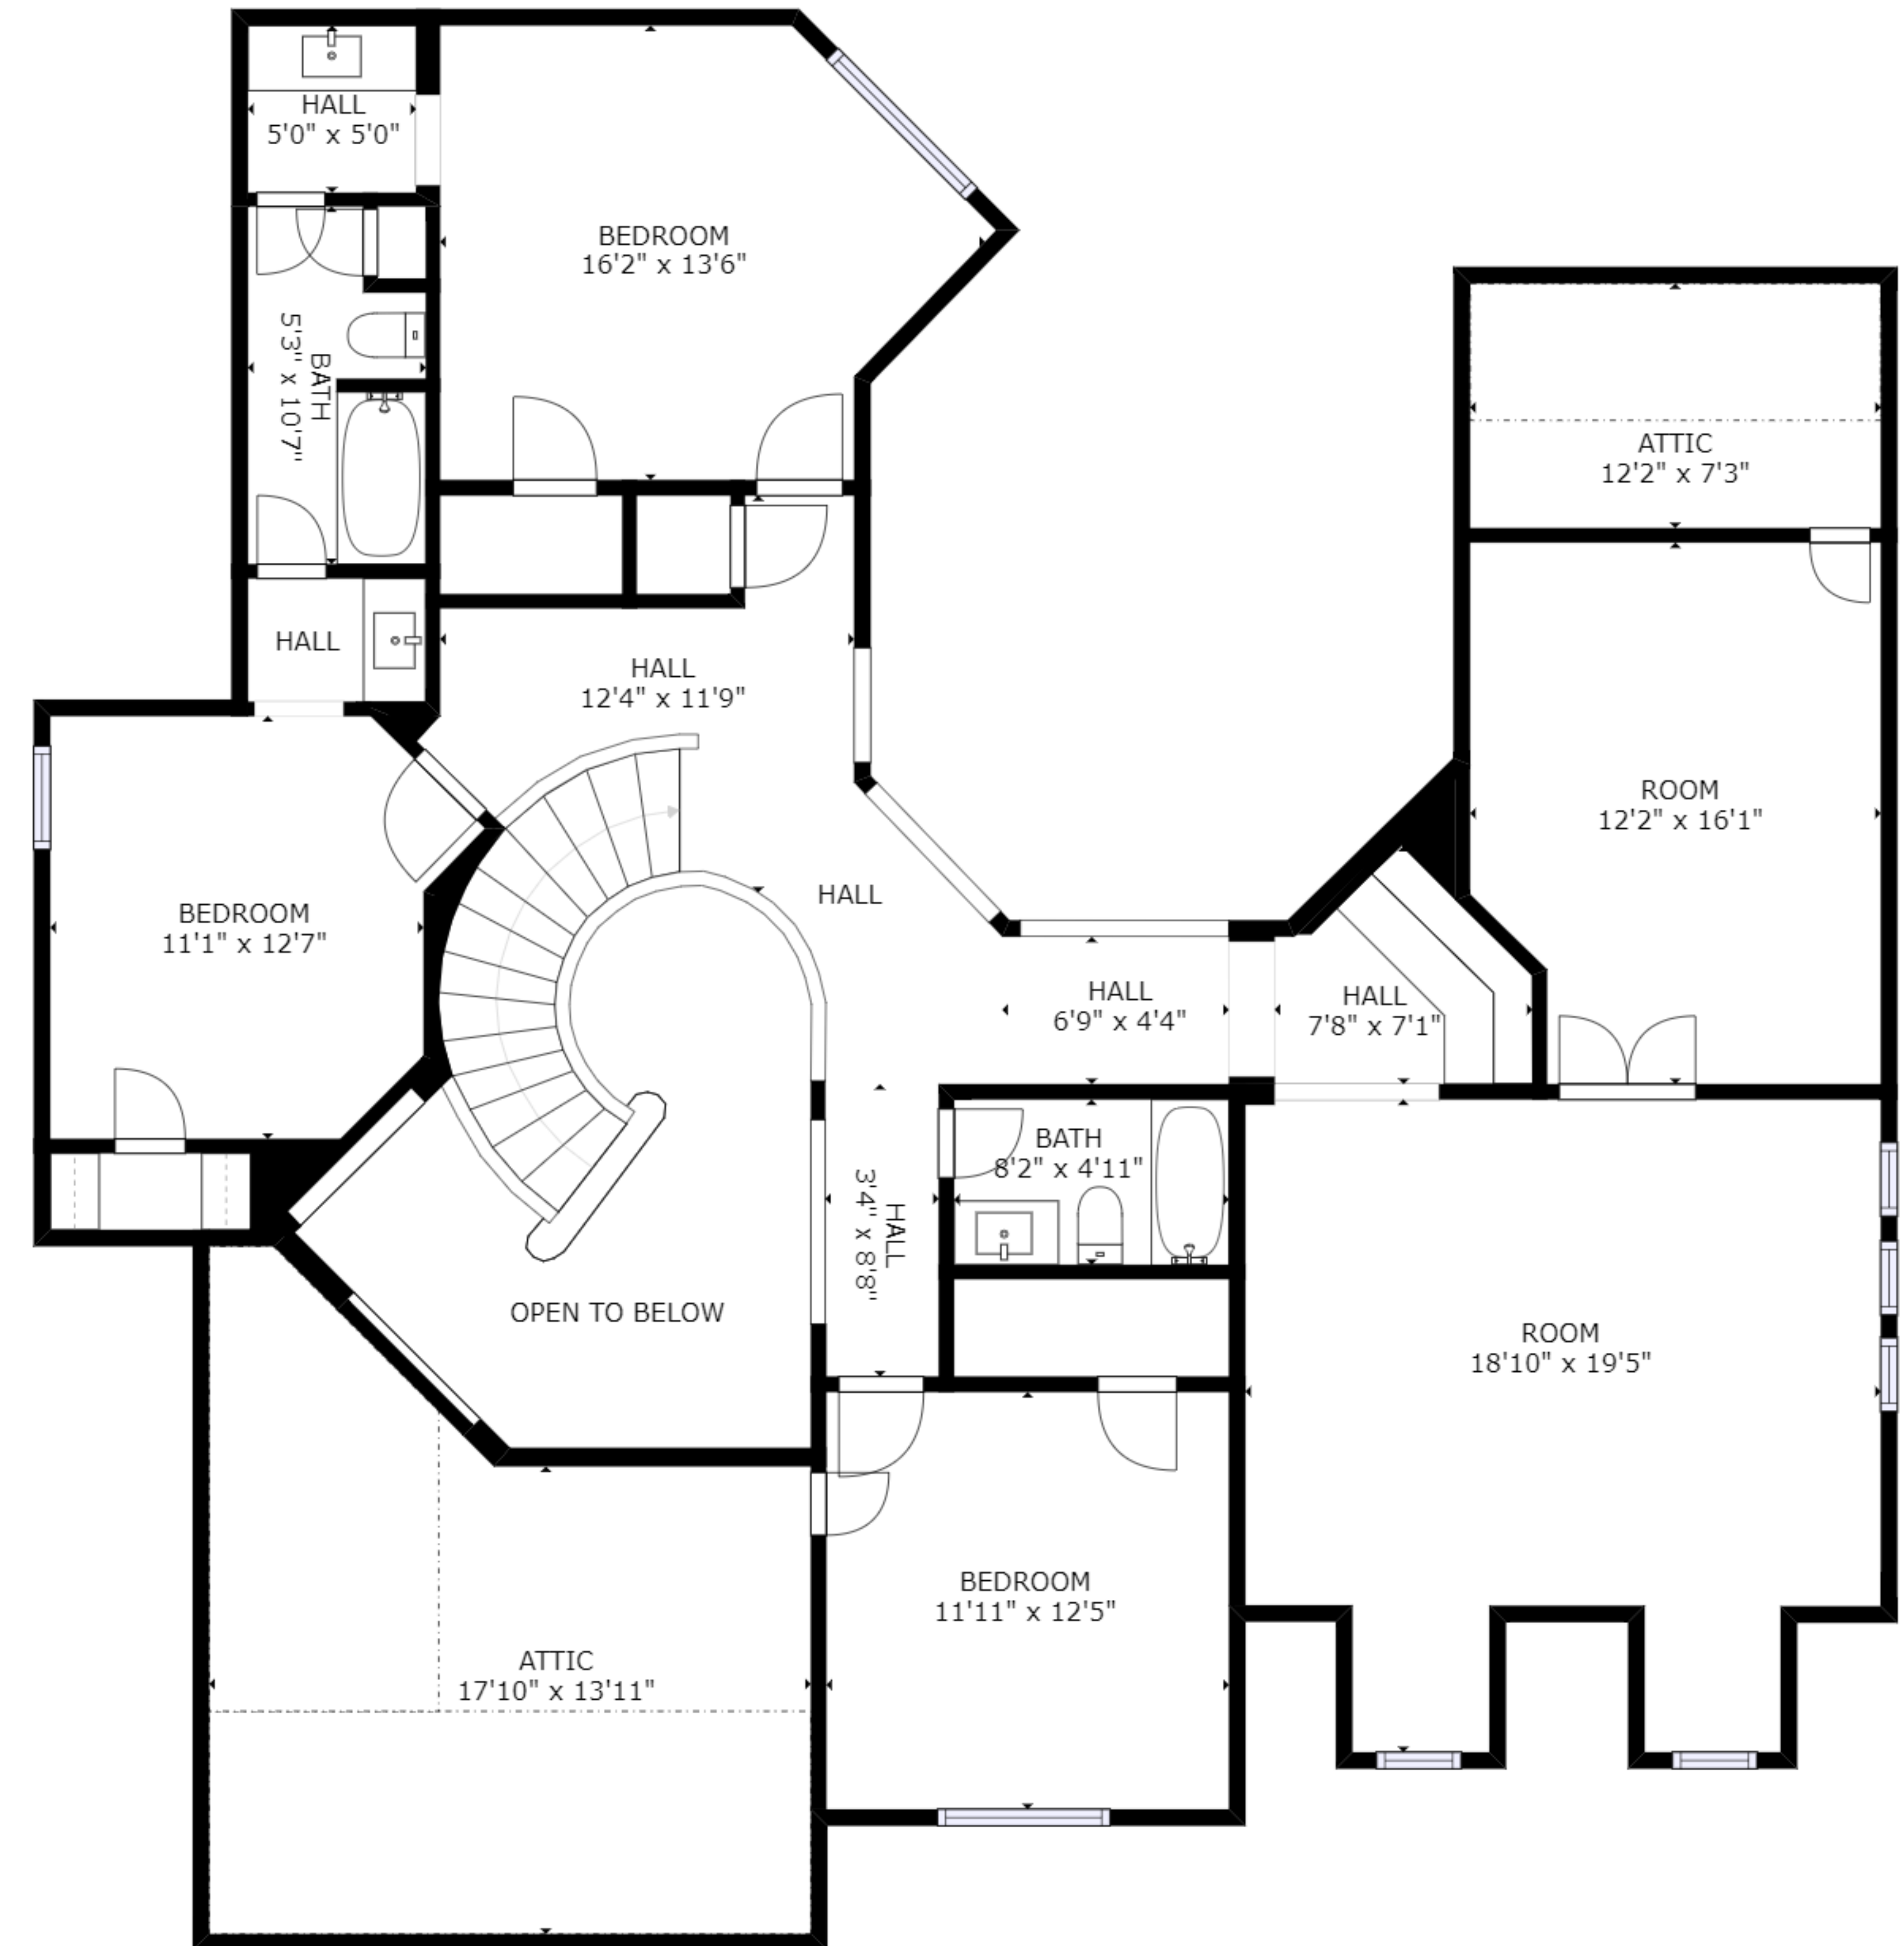 HALL
5'0" x 5'0"
BEDROOM
16'2" x 13'6"
BATH
5'3" x 10'7"
ATTIC
12'2" x 7'3"
HALL
HALL
12'4" x 11'9"
ROOM
12'2" x 16'1"
HALL
BEDROOM
11'1" x 12'7"
HALL
6'9" x 4'4"
HALL
7'8" x 7'1"
BATH
8'2" x 4'11"
HALL
3'4" x 8'8"
OPEN TO BELOW
ROOM
18'10" x 19'5"
BEDROOM
11'11" x 12'5"
ATTIC
17'10" x 13'11"